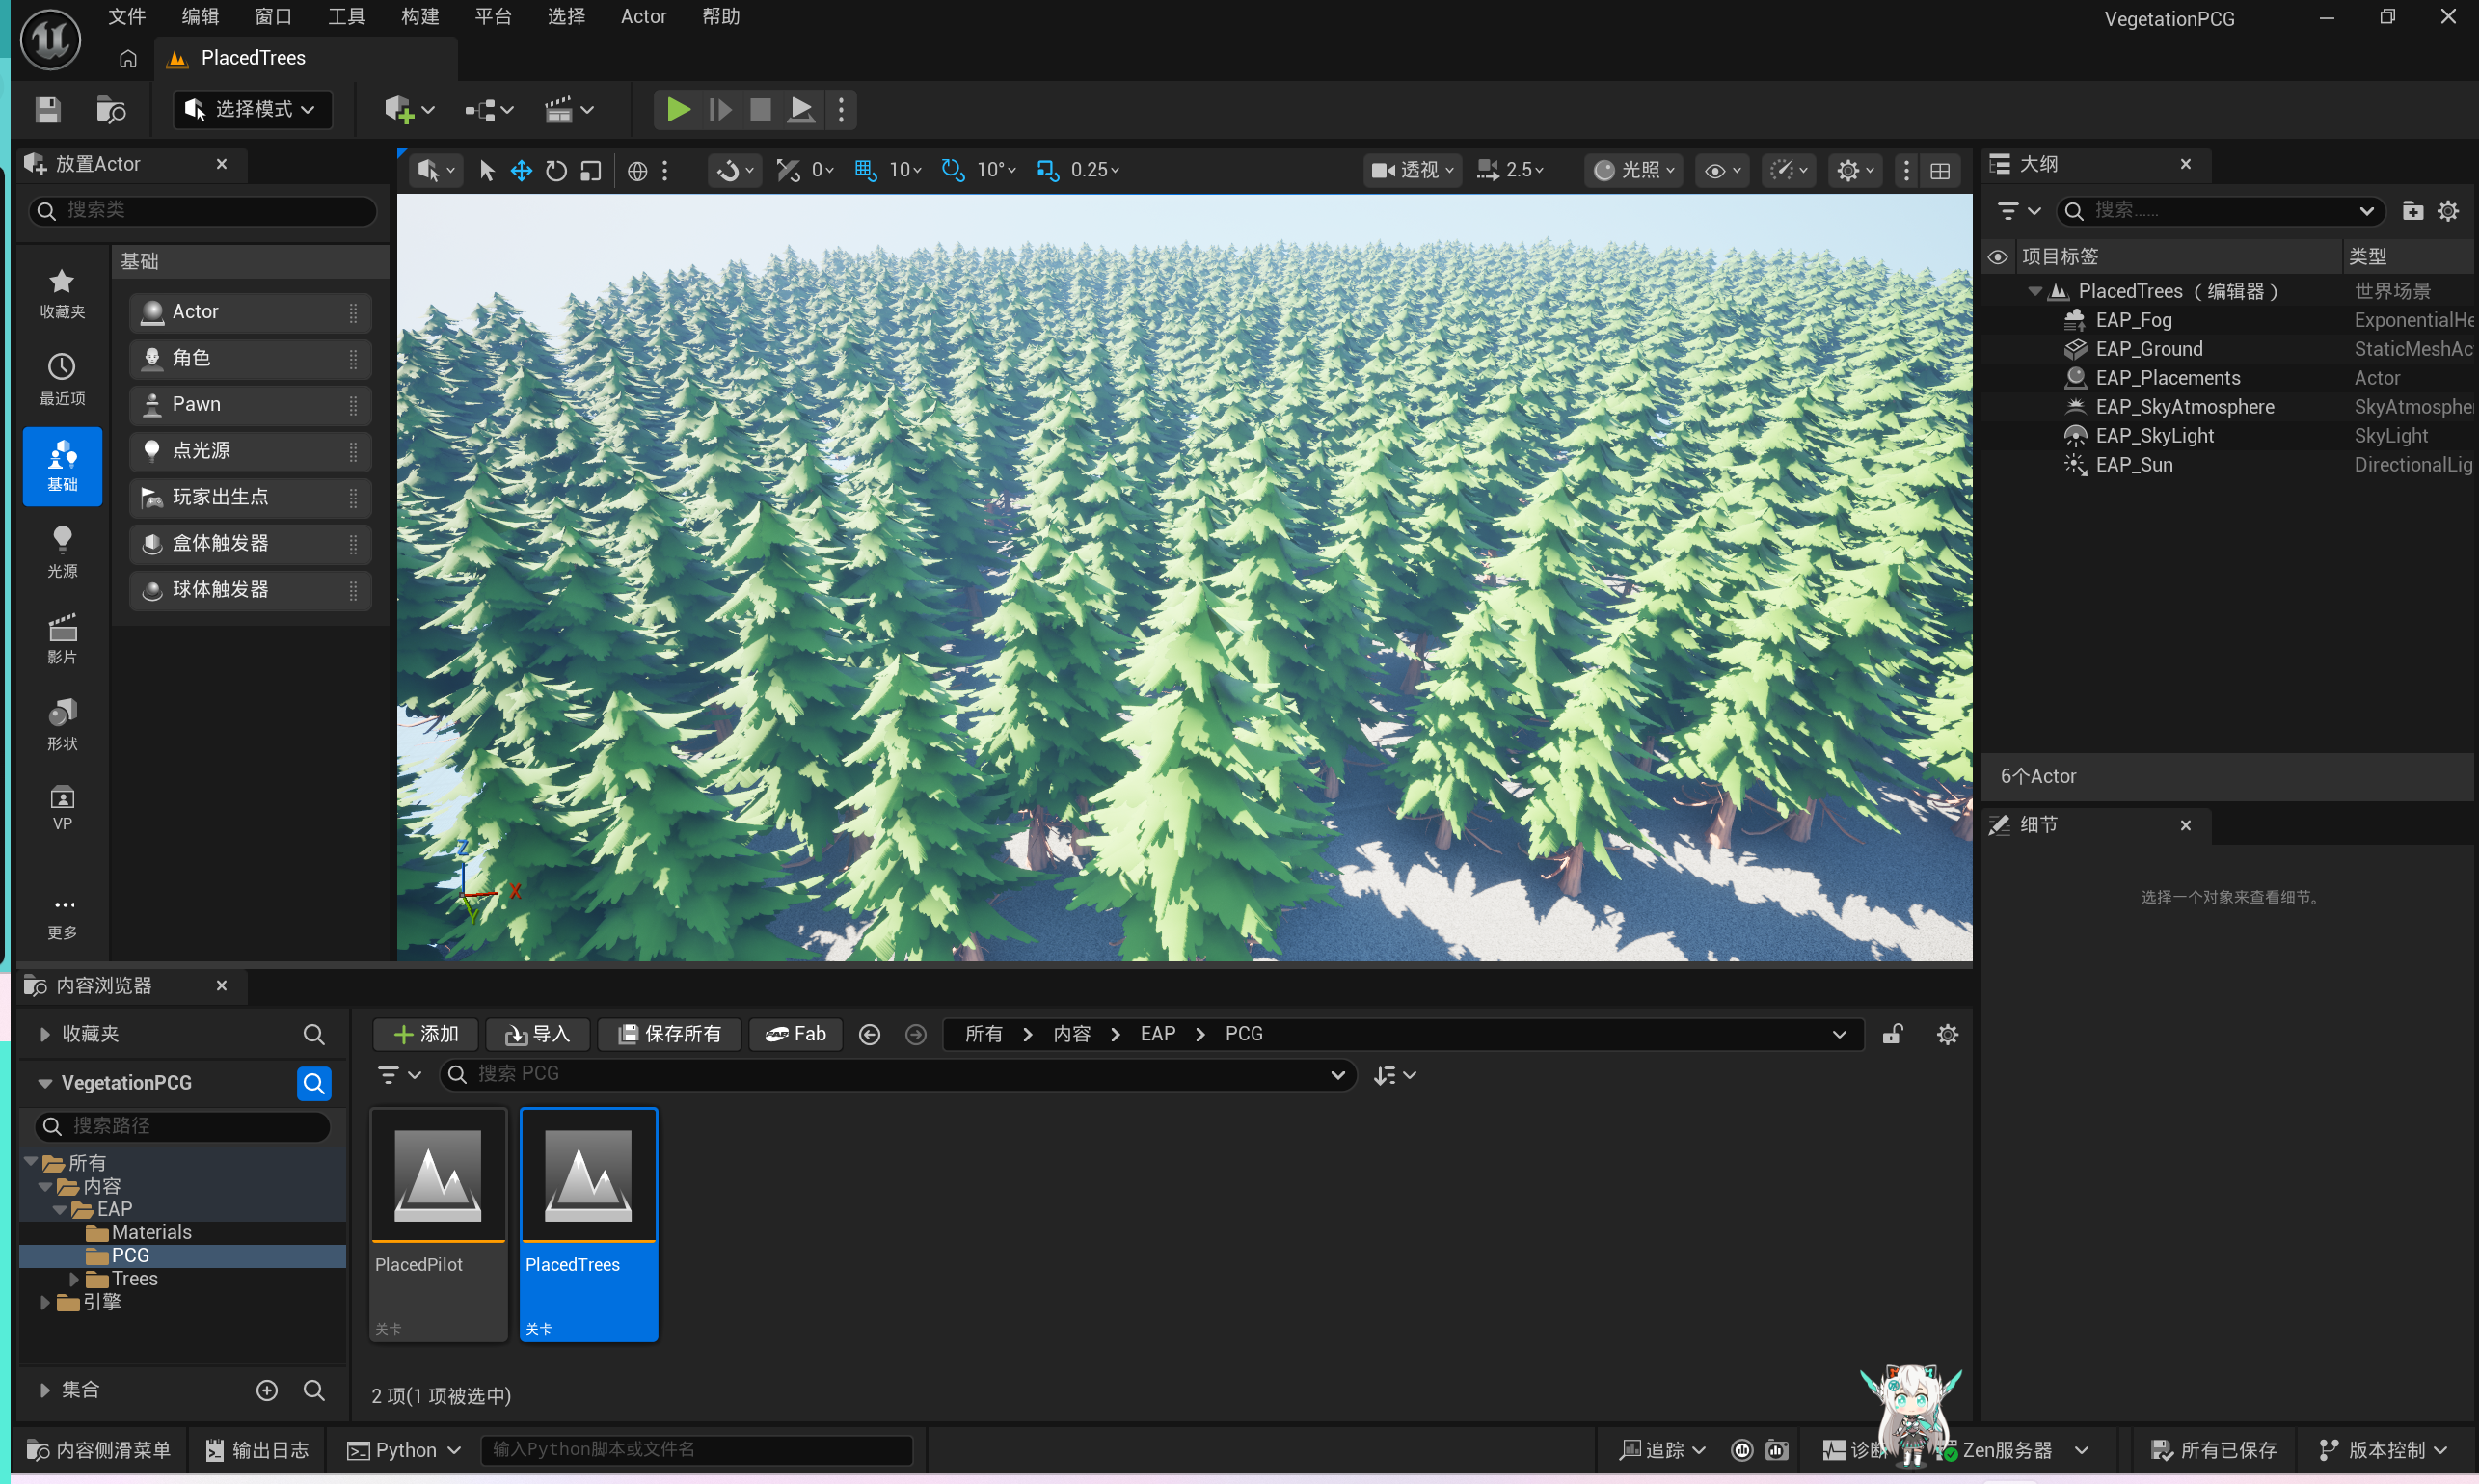 文件 编辑 窗口 工具 构建 平台 选择 Actor 帮助
VegetationPCG
PlacedTrees
选择模式
放置Actor
搜索类
收藏夹
最近项
基础
光源
影片
形状
VP
更多
基础
Actor
角色
Pawn
点光源
玩家出生点
盒体触发器
球体触发器
0 10 10° 0.25 透视 2.5 光照
Z
X
Y
大纲
搜索......
项目标签 类型
PlacedTrees（编辑器） 世界场景
EAP_Fog ExponentialHe
EAP_Ground StaticMeshAc
EAP_Placements Actor
EAP_SkyAtmosphere SkyAtmosphe
EAP_SkyLight SkyLight
EAP_Sun DirectionalLig
6个Actor
细节
选择一个对象来查看细节。
内容浏览器
收藏夹
VegetationPCG
搜索路径
所有
内容
EAP
Materials
PCG
Trees
引擎
集合
添加 导入 保存所有 Fab 所有 内容 EAP PCG
搜索 PCG
PlacedPilot
关卡
PlacedTrees
关卡
2 项(1 项被选中)
内容侧滑菜单 输出日志 Python 输入Python脚本或文件名 追踪 诊断 Zen服务器 所有已保存 版本控制